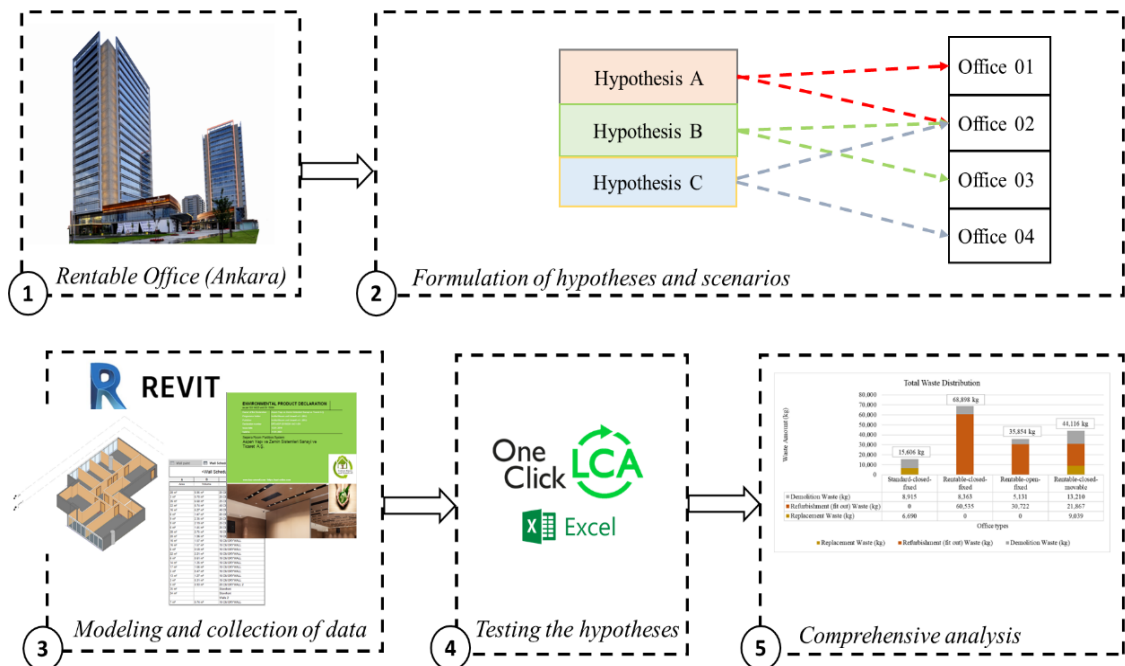 Hypothesis A
Hypothesis B
Hypothesis C
Office 01
Office 02
Office 03
Office 04
1
Rentable Office (Ankara)
2
Formulation of hypotheses and scenarios
R REVIT
ENVIRONMENTAL PRODUCT DECLARATION
3
Modeling and collection of data
One
Click
LCA
Excel
4
Testing the hypotheses
Total Waste Distribution
Waste Amount (kg)
80,000
70,000
60,000
50,000
40,000
30,000
20,000
10,000
0
15,606 kg
68,898 kg
35,854 kg
44,116 kg
Standard-closed-fixed Rentable-closed-fixed Rentable-open-fixed Rentable-closed-movable
Demolition Waste (kg) 8,915 8,363 5,131 13,210
Refurbishment (fit out) Waste (kg) 0 60,535 30,722 21,867
Replacement Waste (kg) 6,690 0 0 9,039
Office types
Replacement Waste (kg) Refurbishment (fit out) Waste (kg) Demolition Waste (kg)
5
Comprehensive analysis